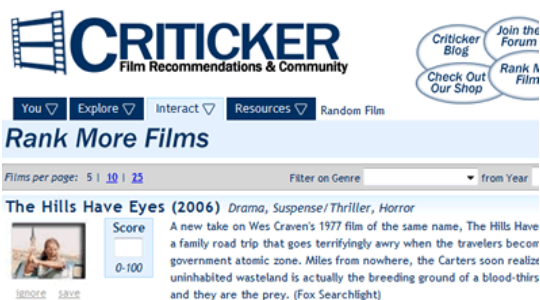 CRITICKER
Film Recommendations & Community
Criticker
Blog
Join the
Forum
Check Out
Our Shop
Rank M
Film
You
Explore
Interact
Resources
Random Film
Rank More Films
Films per page: 5 | 10 | 25
Filter on Genre
from Year
The Hills Have Eyes (2006) Drama, Suspense/Thriller, Horror
Score
0-100
ignore save
A new take on Wes Craven's 1977 film of the same name, The Hills Have
a family road trip that goes terrifyingly awry when the travelers becom
government atomic zone. Miles from nowhere, the Carters soon realize
uninhabited wasteland is actually the breeding ground of a blood-thirs
and they are the prey. (Fox Searchlight)